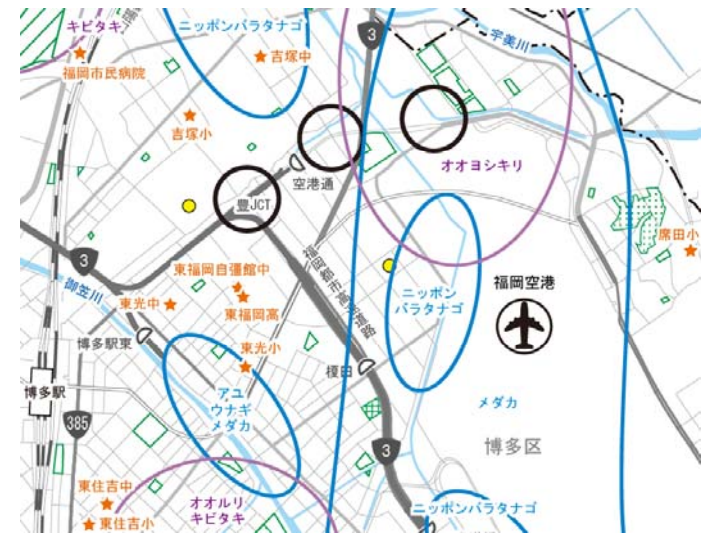 キビタキ
ニッポンバラタナゴ
3
宇美川
福岡市民病院
吉塚中
吉塚小
空港通
オオヨシキリ
豊JCT
席田小
3
御笠川
東福岡自彊館中
福岡都市高速道路
ニッポン
バラタナゴ
福岡空港
東光中
東福岡高
博多駅東
東光小
榎田
博多駅
アユ
ウナギ
メダカ
メダカ
385
3
博多区
東住吉中
オオルリ
キビタキ
ニッポンバラタナゴ
東住吉小